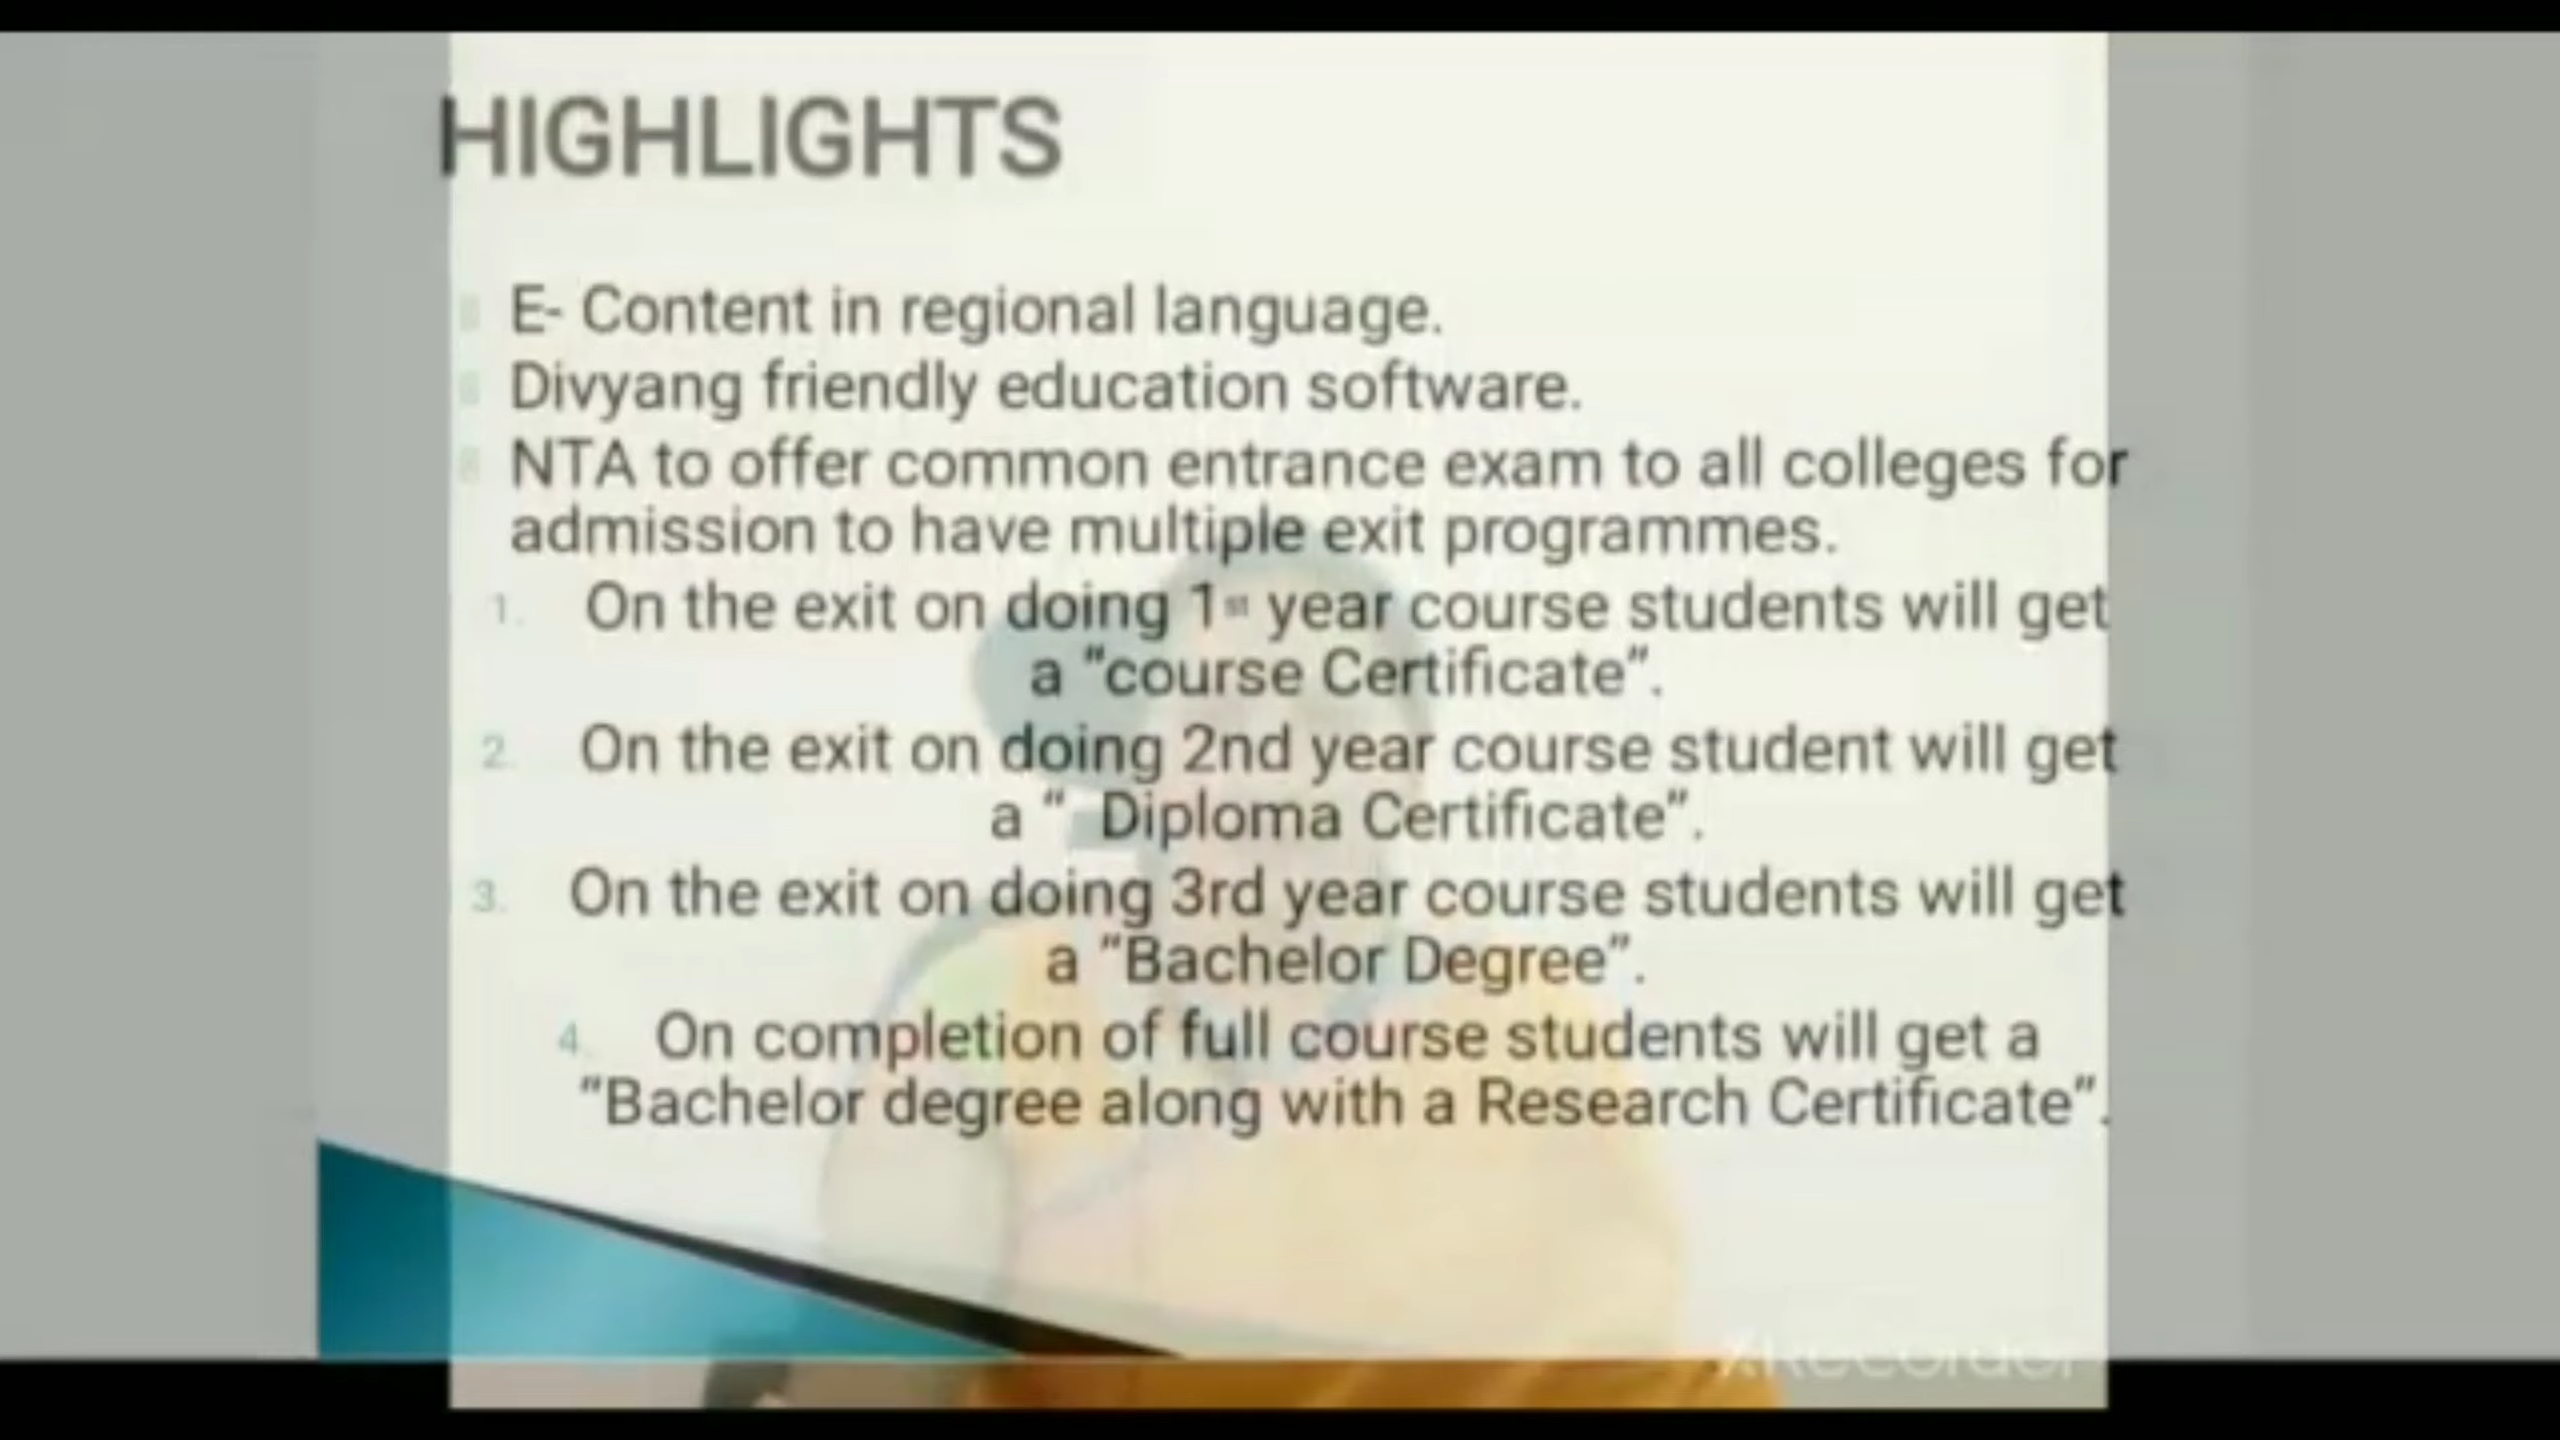 HIGHLIGHTS
E- Content in regional language.
Divyang friendly education software.
NTA to offer common entrance exam to all colleges for
admission to have multiple exit programmes.
1. On the exit on doing 1st year course students will get
a “course Certificate”.
2. On the exit on doing 2nd year course student will get
a “ Diploma Certificate”.
3. On the exit on doing 3rd year course students will get
a “Bachelor Degree”.
4. On completion of full course students will get a
“Bachelor degree along with a Research Certificate”.
XRecorder